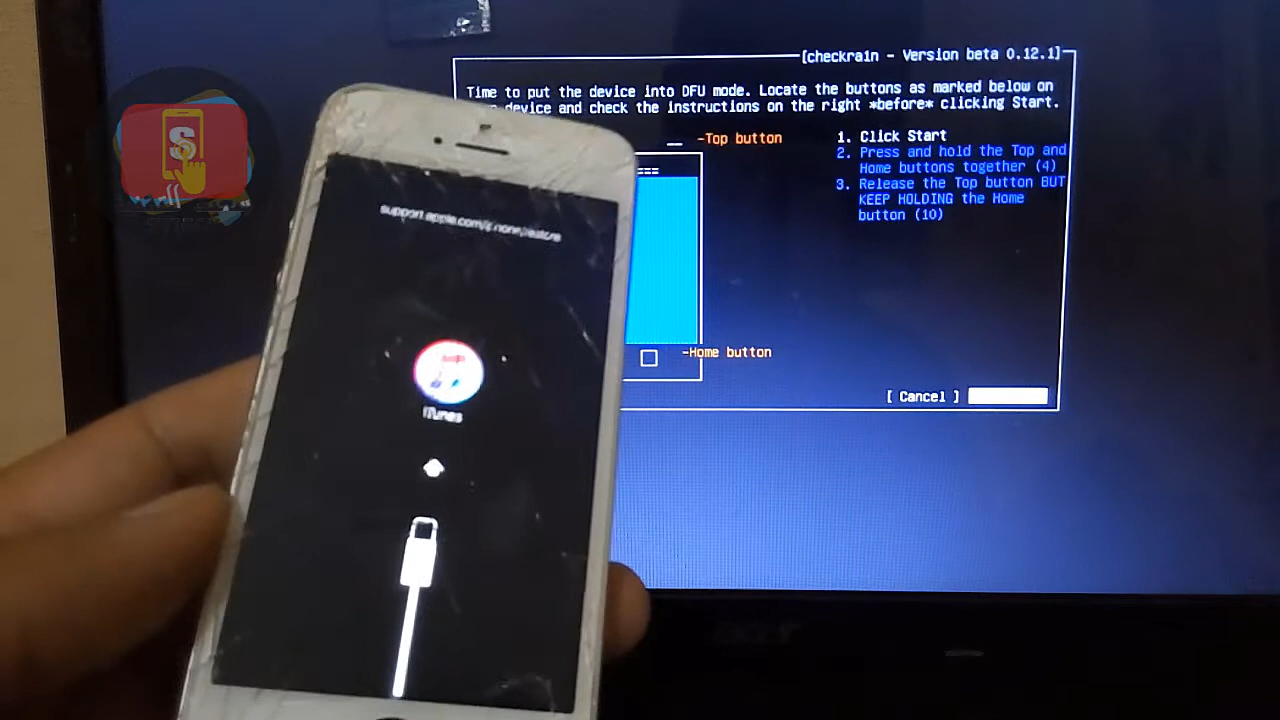 [checkra1n - Version beta 0.12.1]
Time to put the device into DFU mode. Locate the buttons as marked below on
device and check the instructions on the right *before* clicking Start.
-Top button
1. Click Start
2. Press and hold the Top and
Home buttons together (4)
3. Release the Top button BUT
KEEP HOLDING the Home
button (10)
-Home button
[ Cancel ]
S
support.apple.com/iphone/restore
iTunes
acer